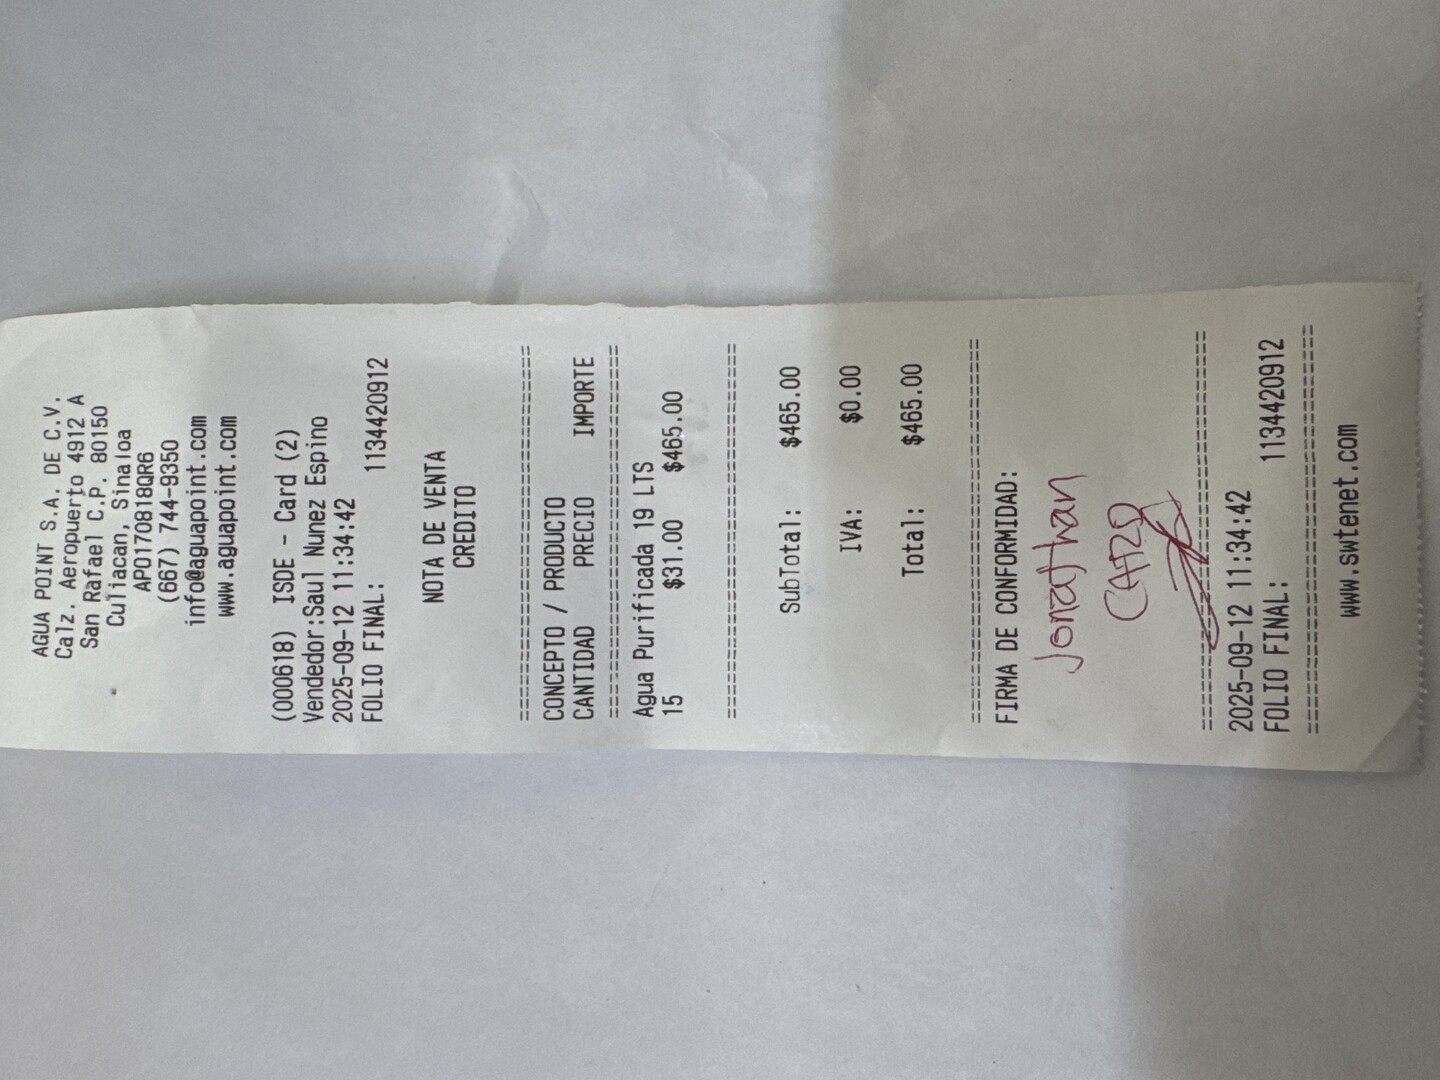 AGUA POINT S.A. DE C.V.
Calz. Aeropuerto 4912 A
San Rafael C.P. 80150
Culiacan, Sinaloa
APO170818QR6
(667) 744-9350
info@aguapoint.com
www.aguapoint.com
(000618) ISDE - Card (2)
Vendedor:Saul Nunez Espino
2025-09-12 11:34:42
FOLIO FINAL: 1134420912
NOTA DE VENTA
CREDITO
==============================
CONCEPTO / PRODUCTO
CANTIDAD PRECIO IMPORTE
==============================
Agua Purificada 19 LTS
15 $31.00 $465.00
==============================
SubTotal: $465.00
IVA: $0.00
Total: $465.00
==============================
FIRMA DE CONFORMIDAD:
Jonathan
CARO
==============================
2025-09-12 11:34:42
FOLIO FINAL: 1134420912
==============================
www.swtenet.com